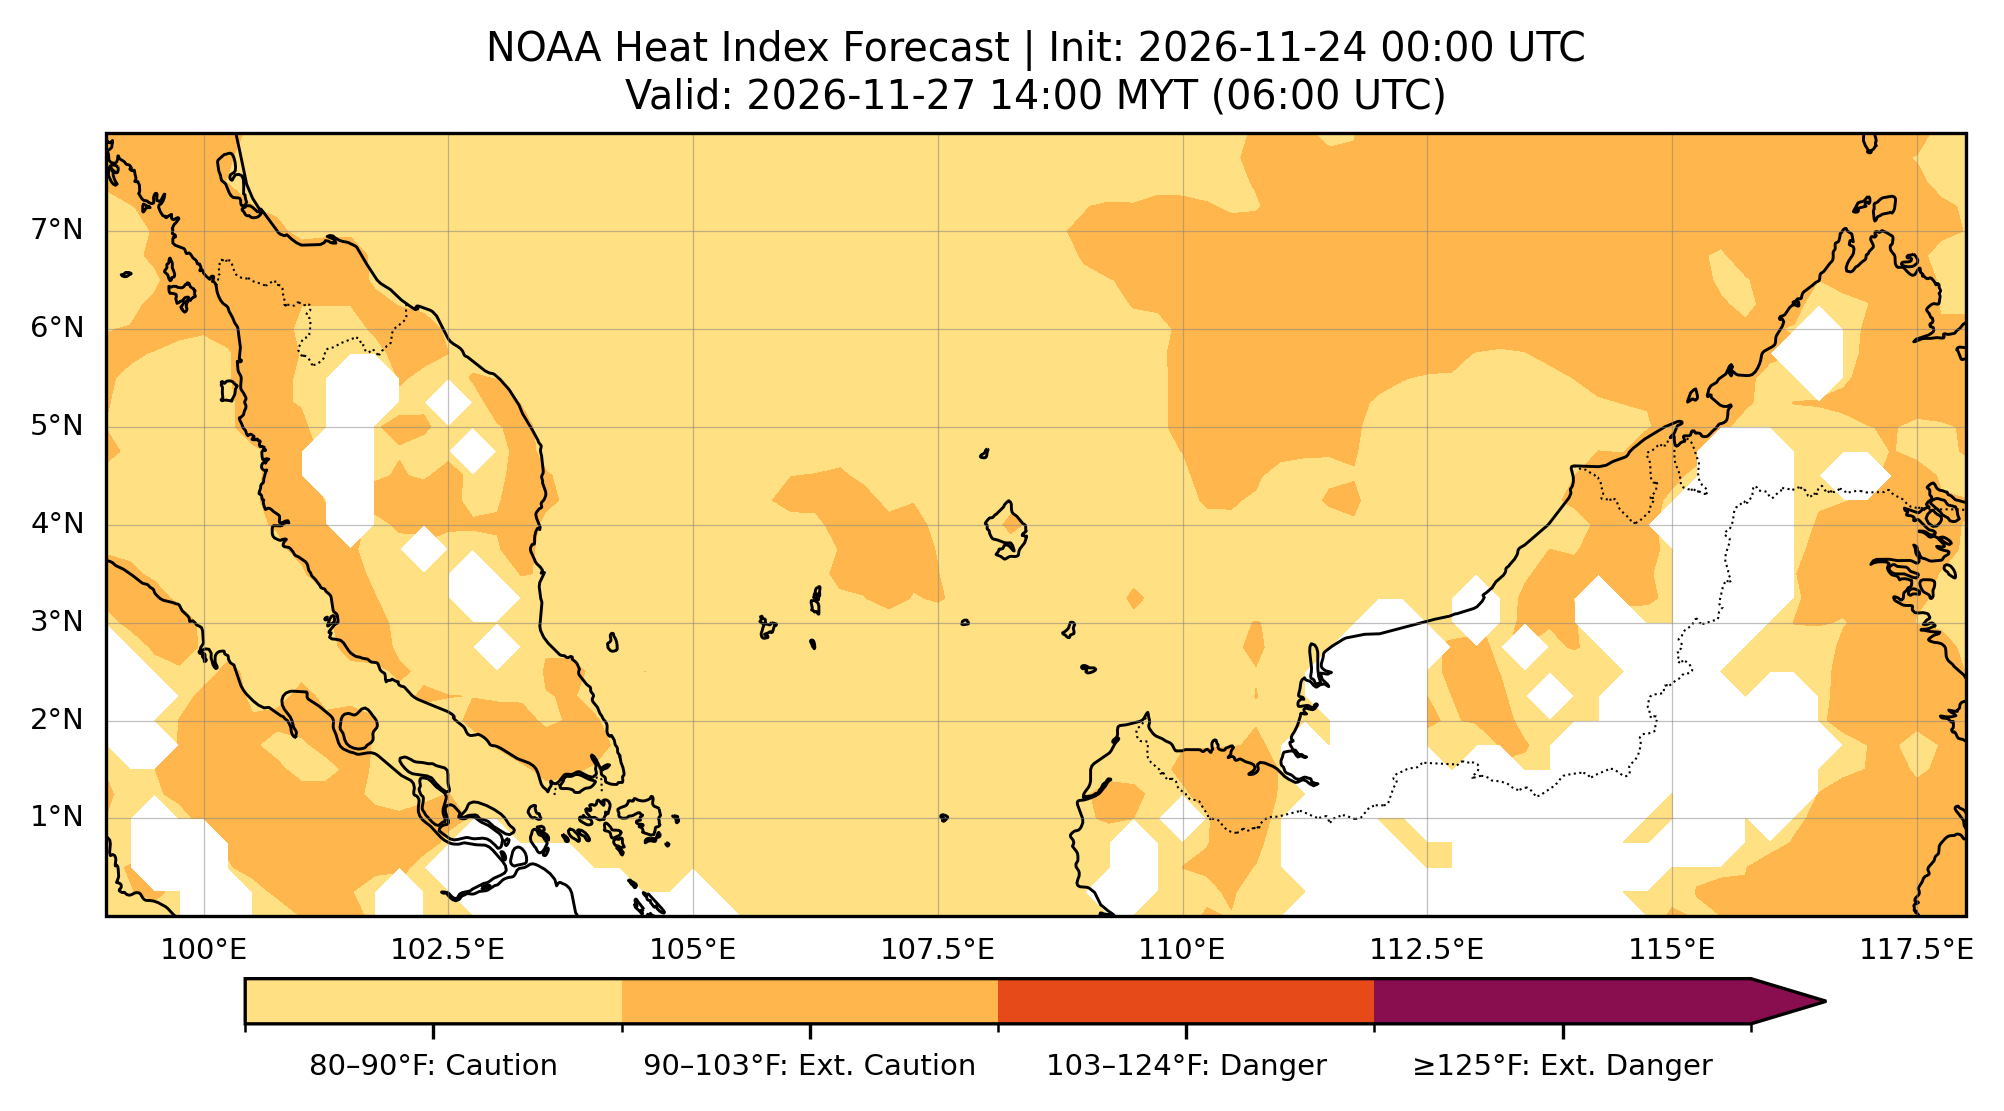 NOAA Heat Index Forecast | Init: 2026-11-24 00:00 UTC
Valid: 2026-11-27 14:00 MYT (06:00 UTC)
7°N
6°N
5°N
4°N
3°N
2°N
1°N
100°E
102.5°E
105°E
107.5°E
110°E
112.5°E
115°E
117.5°E
80–90°F: Caution
90–103°F: Ext. Caution
103–124°F: Danger
≥125°F: Ext. Danger